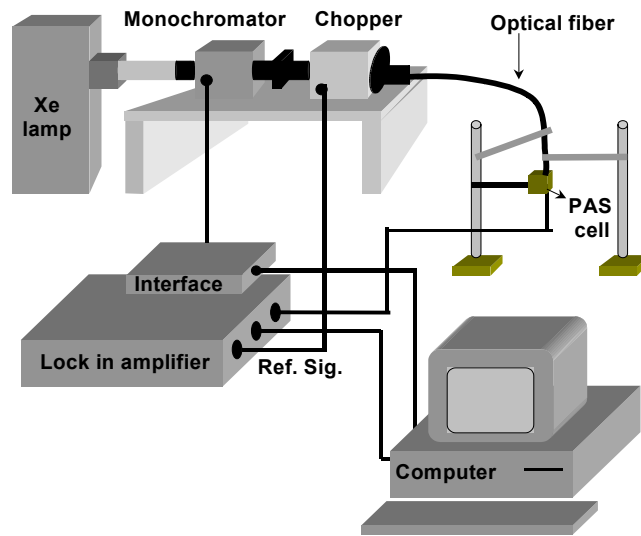 Monochromator
Chopper
Optical fiber
Xe
lamp
PAS
cell
Interface
Lock in amplifier
Ref. Sig.
Computer